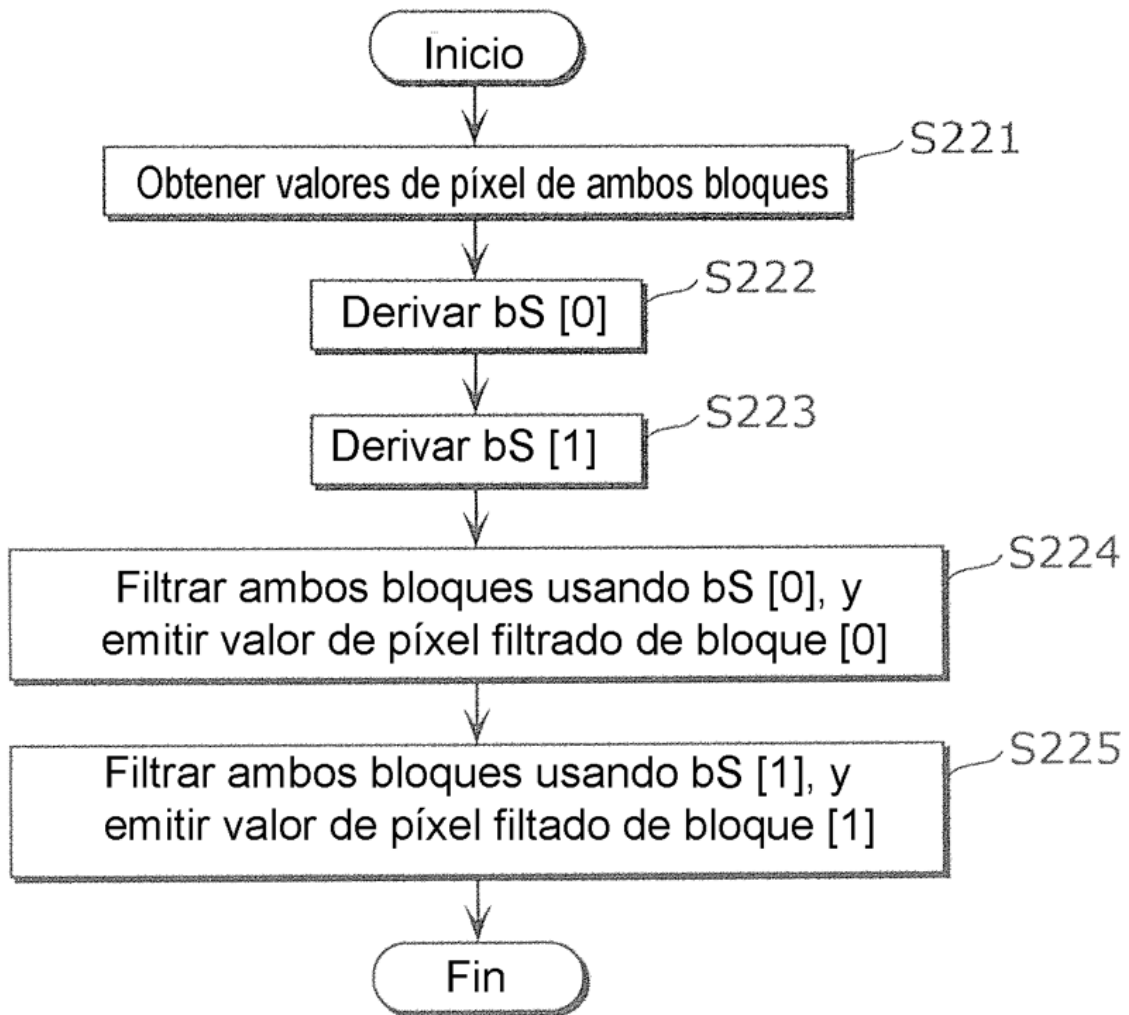 Inicio
S221
Obtener valores de píxel de ambos bloques
S222
Derivar bS [0]
S223
Derivar bS [1]
S224
Filtrar ambos bloques usando bS [0], y
emitir valor de píxel filtrado de bloque [0]
S225
Filtrar ambos bloques usando bS [1], y
emitir valor de píxel filtado de bloque [1]
Fin